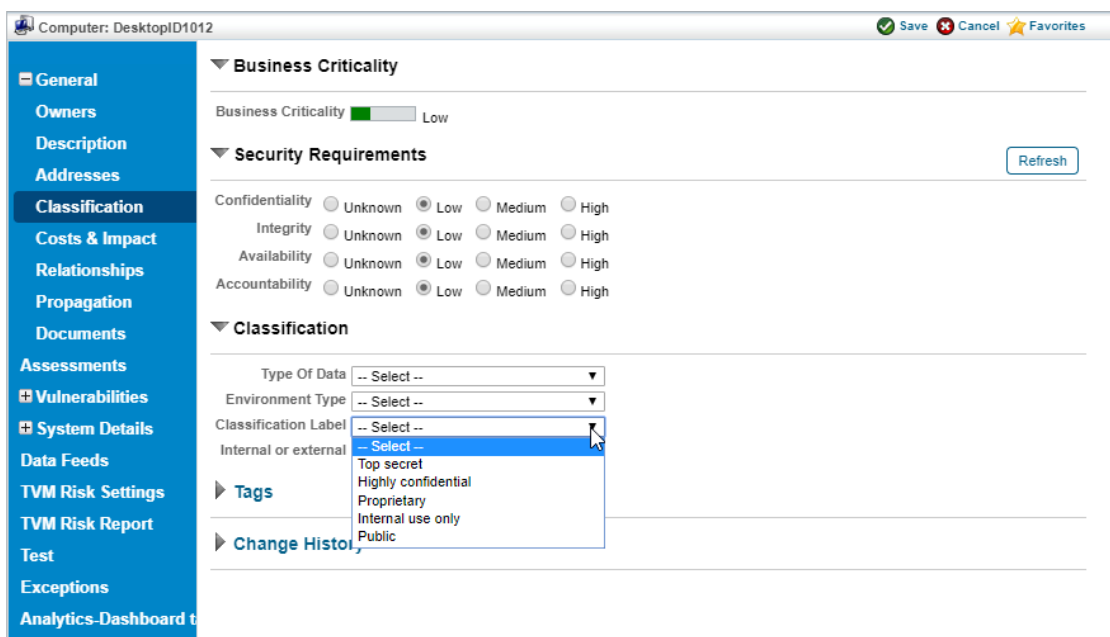 Computer: DesktopID1012
Save Cancel Favorites
General
Owners
Description
Addresses
Classification
Costs & Impact
Relationships
Propagation
Documents
Assessments
Vulnerabilities
System Details
Data Feeds
TVM Risk Settings
TVM Risk Report
Test
Exceptions
Analytics-Dashboard t
Business Criticality
Business Criticality Low
Security Requirements
Refresh
Confidentiality Unknown Low Medium High
Integrity Unknown Low Medium High
Availability Unknown Low Medium High
Accountability Unknown Low Medium High
Classification
Type Of Data -- Select --
Environment Type -- Select --
Classification Label -- Select --
Internal or external
-- Select --
Top secret
Highly confidential
Proprietary
Internal use only
Public
Tags
Change History